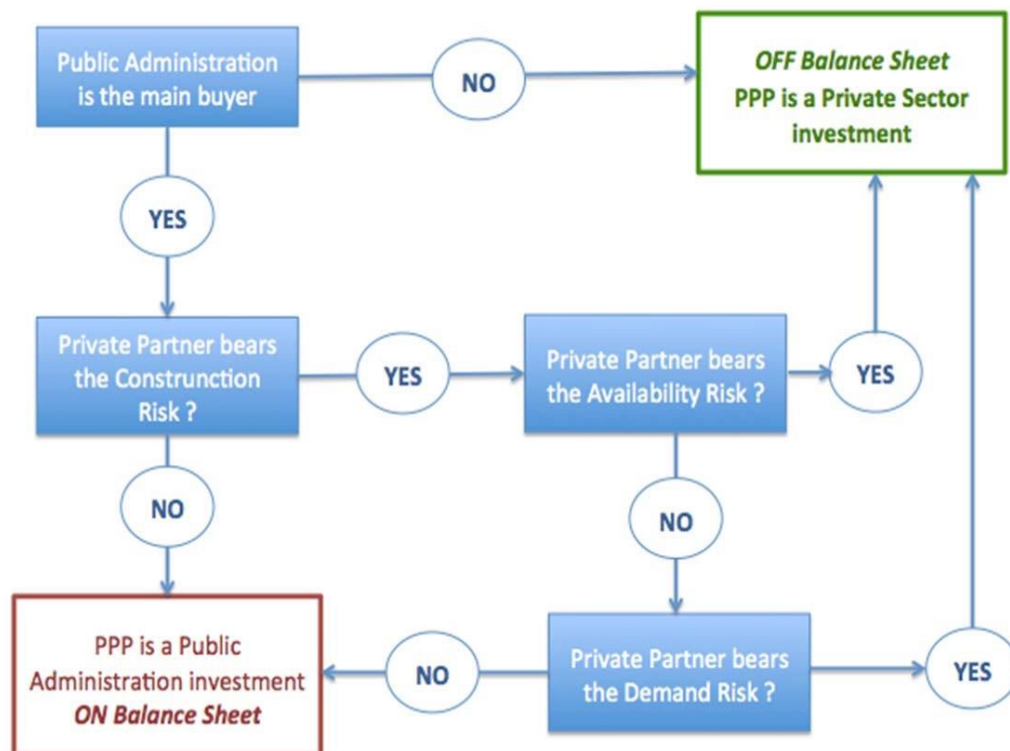 Public Administration
is the main buyer
NO
OFF Balance Sheet
PPP is a Private Sector
investment
YES
Private Partner bears
the Construnction
Risk ?
YES
Private Partner bears
the Availability Risk ?
YES
NO
NO
PPP is a Public
Administration investment
ON Balance Sheet
NO
Private Partner bears
the Demand Risk ?
YES